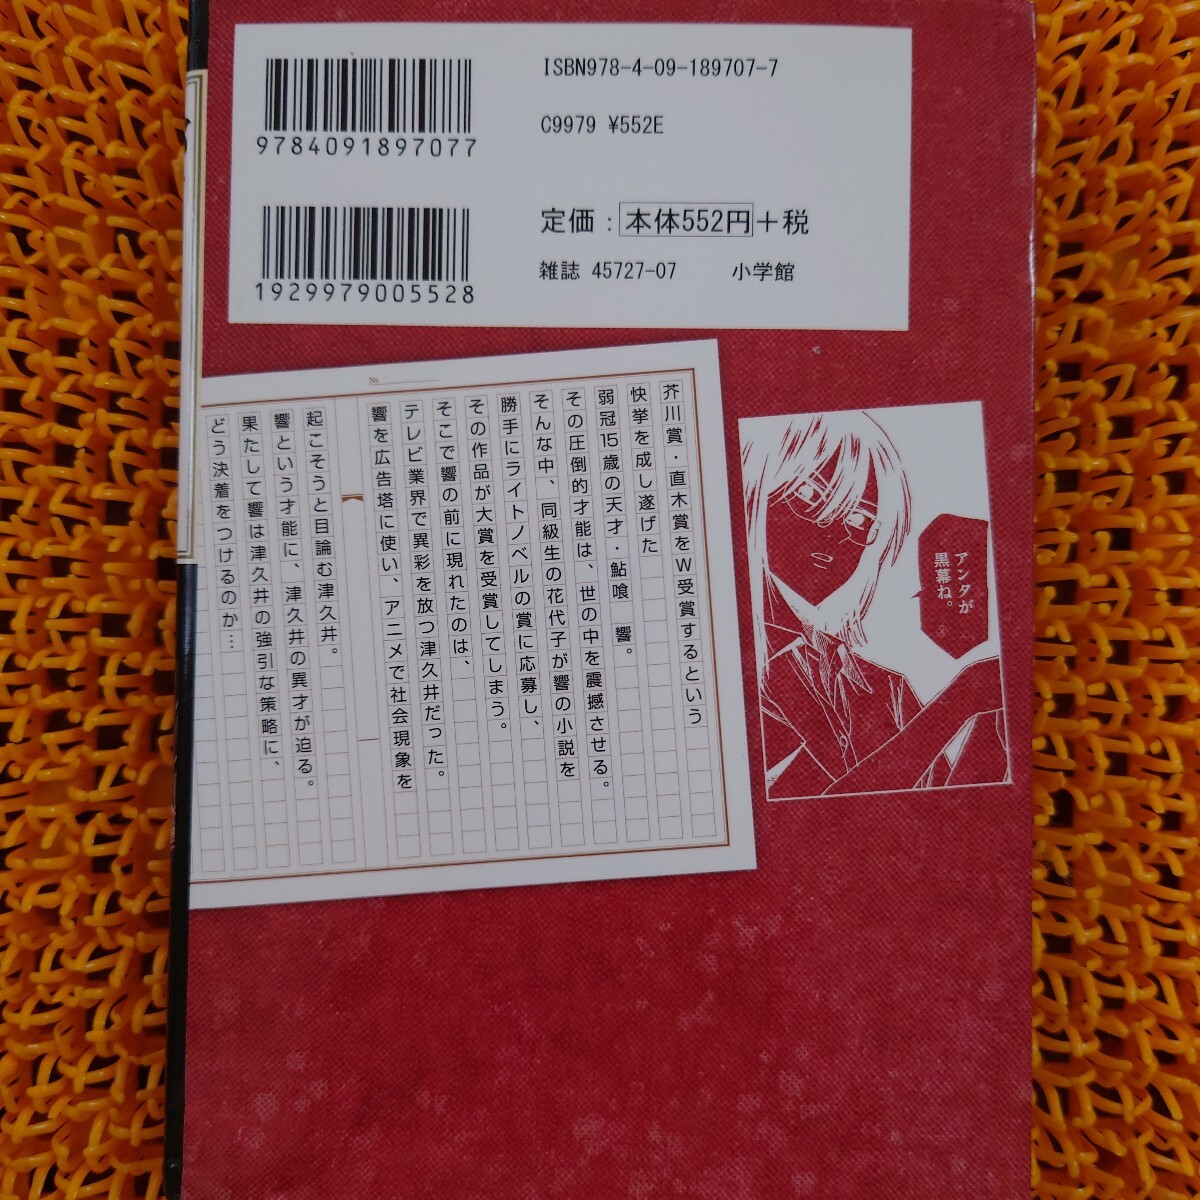 ISBN978-4-09-189707-7
C9979 ¥552E
9784091897077
定価：本体552円＋税
雑誌 45727-07 小学館
1929979005528
№
芥川賞・直木賞をW受賞するという
快挙を成し遂げた
弱冠15歳の天才・鮎喰 響。
その圧倒的才能は、世の中を震撼させる。
そんな中、同級生の花代子が響の小説を
勝手にライトノベルの賞に応募し、
その作品が大賞を受賞してしまう。
そこで響の前に現れたのは、
テレビ業界で異彩を放つ津久井だった。
響を広告塔に使い、アニメで社会現象を
起こそうと目論む津久井。
響という才能に、津久井の異才が迫る。
果たして響は津久井の強引な策略に、
どう決着をつけるのか…
アンタが
黒幕ね。